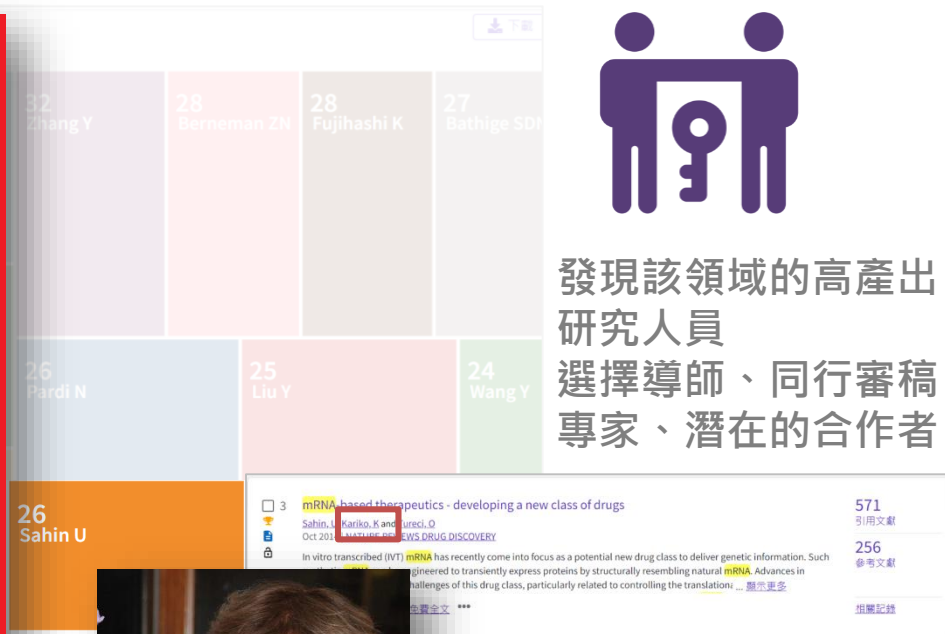 下載
32
Zhang Y
28
Berneman ZN
28
Fujihashi K
27
Bathige SDN
發現該領域的高產出
研究人員
選擇導師、同行審稿
專家、潛在的合作者
26
Pardi N
25
Liu Y
24
Wang Y
26
Sahin U
3 mRNA-based therapeutics - developing a new class of drugs
Sahin, U; Kariko, K and Tureci, O
Oct 2014 NATURE REVIEWS DRUG DISCOVERY
In vitro transcribed (IVT) mRNA has recently come into focus as a potential new drug class to deliver genetic information. Such
engineered to transiently express proteins by structurally resembling natural mRNA. Advances in
challenges of this drug class, particularly related to controlling the translationa ... 顯示更多
免費全文 •••
571
引用文獻
256
參考文獻
相關記錄